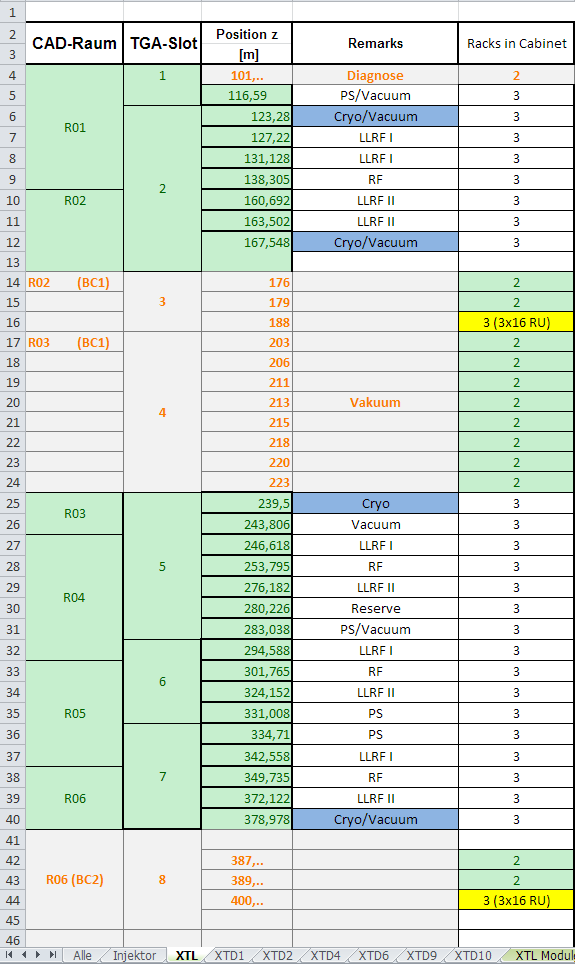 1
2 CAD-Raum TGA-Slot Position z Remarks Racks in Cabinet
3 [m]
4 1 101,.. Diagnose 2
5 116,59 PS/Vacuum 3
6 123,28 Cryo/Vacuum 3
7 R01 127,22 LLRF I 3
8 131,128 LLRF I 3
9 2 138,305 RF 3
10 R02 160,692 LLRF II 3
11 163,502 LLRF II 3
12 167,548 Cryo/Vacuum 3
13
14 R02 (BC1) 176 2
15 3 179 2
16 188 3 (3x16 RU)
17 R03 (BC1) 203 2
18 206 2
19 211 2
20 4 213 Vakuum 2
21 215 2
22 218 2
23 220 2
24 223 2
25 R03 239,5 Cryo 3
26 243,806 Vacuum 3
27 246,618 LLRF I 3
28 5 253,795 RF 3
29 R04 276,182 LLRF II 3
30 280,226 Reserve 3
31 283,038 PS/Vacuum 3
32 294,588 LLRF I 3
33 6 301,765 RF 3
34 324,152 LLRF II 3
35 R05 331,008 PS 3
36 334,71 PS 3
37 342,558 LLRF I 3
38 7 349,735 RF 3
39 R06 372,122 LLRF II 3
40 378,978 Cryo/Vacuum 3
41
42 387,.. 2
43 R06 (BC2) 8 389,.. 2
44 400,.. 3 (3x16 RU)
45
46
Alle Injektor XTL XTD1 XTD2 XTD4 XTD6 XTD9 XTD10 XTL Modul